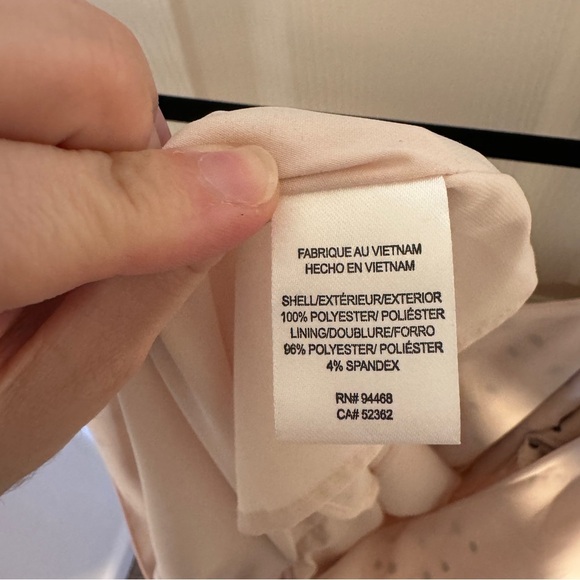 FABRIQUE AU VIETNAM
HECHO EN VIETNAM
SHELL/EXTÉRIEUR/EXTERIOR
100% POLYESTER/ POLIÉSTER
LINING/DOUBLURE/FORRO
96% POLYESTER/ POLIÉSTER
4% SPANDEX
RN# 94468
CA# 52362